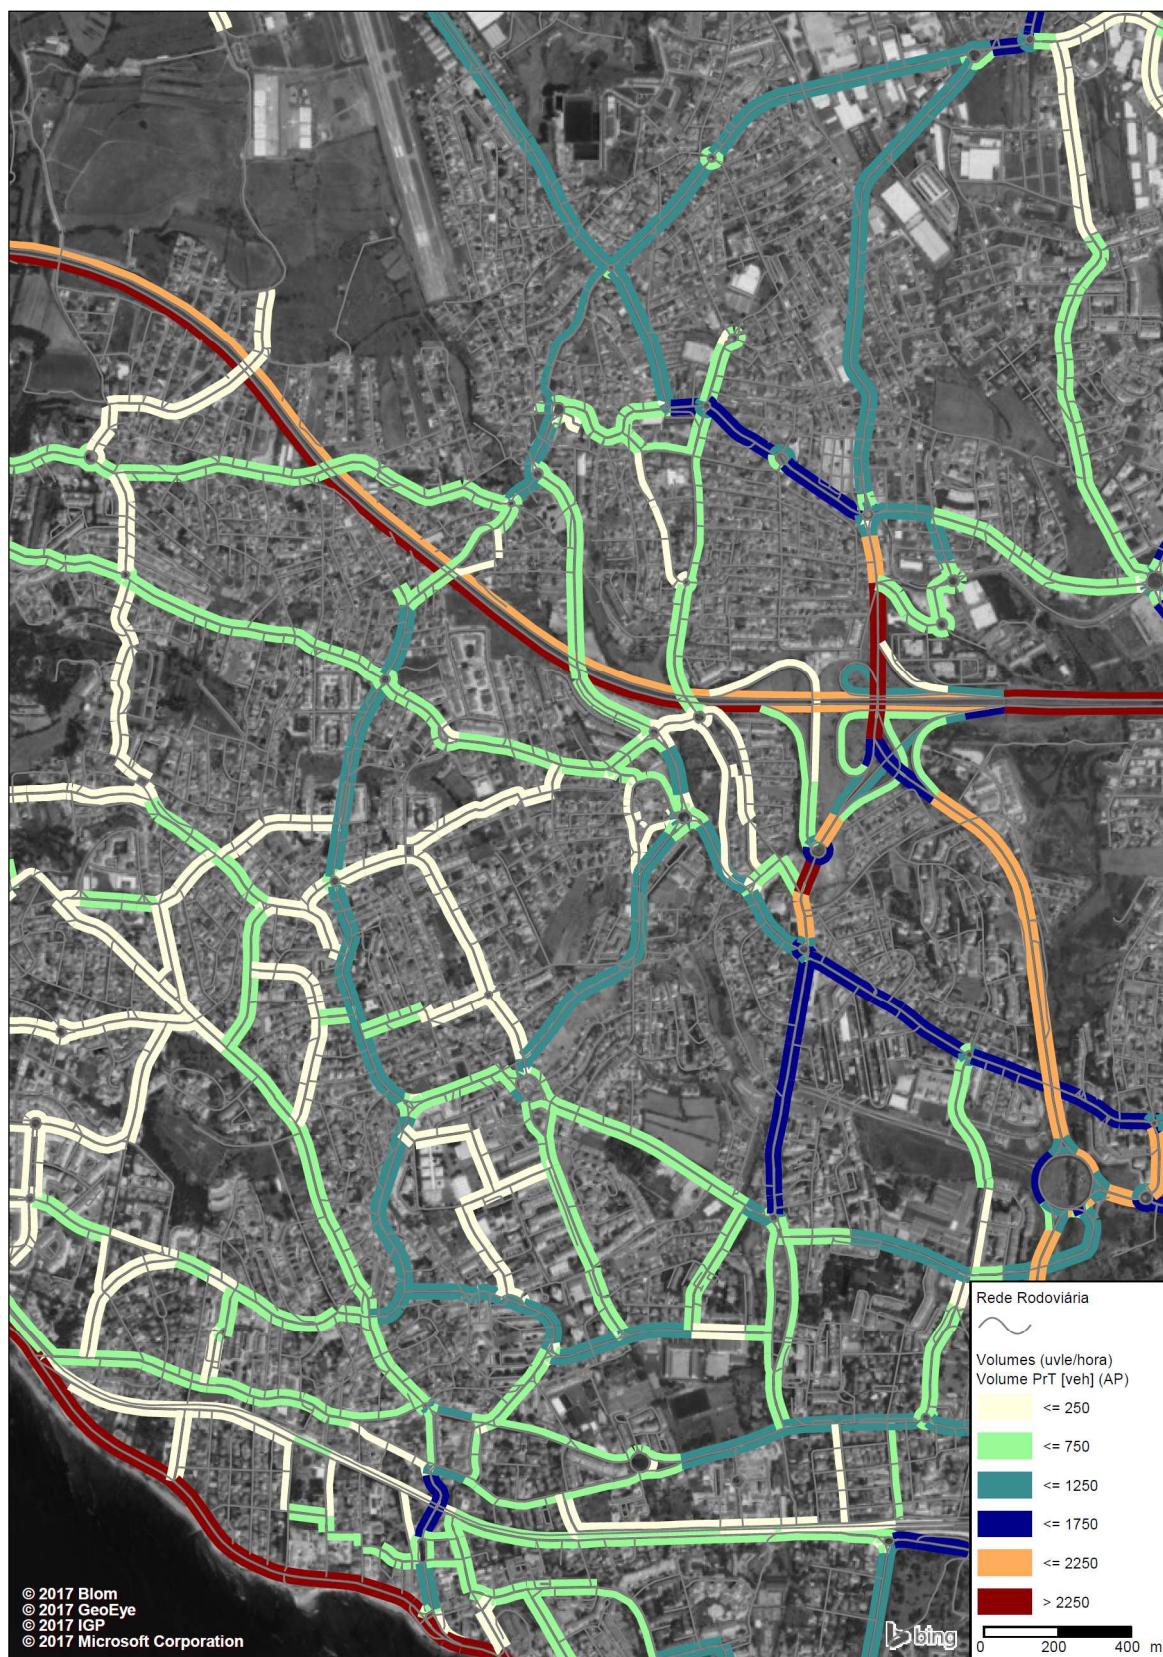 Rede Rodoviária
Volumes (uvle/hora)
Volume PrT [veh] (AP)
<= 250
<= 750
<= 1250
<= 1750
<= 2250
> 2250
0 200 400 m
© 2017 Blom
© 2017 GeoEye
© 2017 IGP
© 2017 Microsoft Corporation
bing